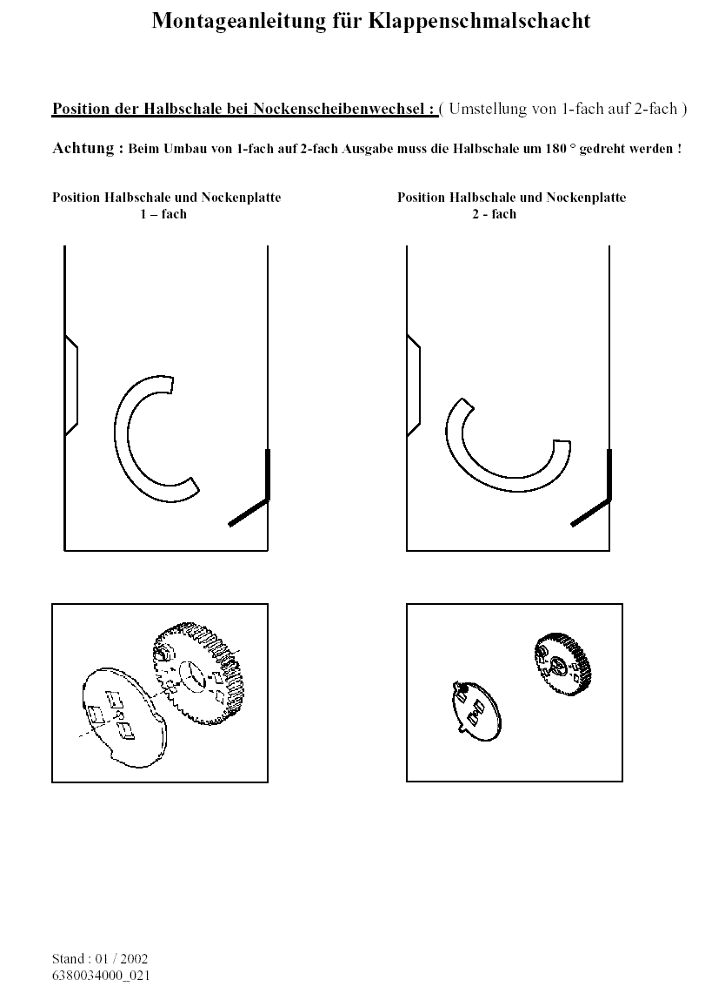 Montageanleitung für Klappenschmalschacht
Position der Halbschale bei Nockenscheibenwechsel : ( Umstellung von 1-fach auf 2-fach )
Achtung : Beim Umbau von 1-fach auf 2-fach Ausgabe muss die Halbschale um 180 ° gedreht werden !
Position Halbschale und Nockenplatte
1 – fach
Position Halbschale und Nockenplatte
2 - fach
Stand : 01 / 2002
6380034000_021